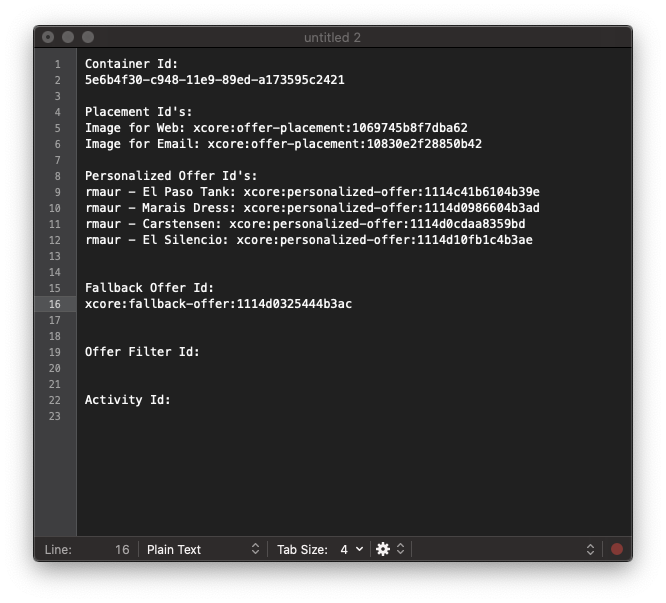 untitled 2
1 Container Id:
2 5e6b4f30-c948-11e9-89ed-a173595c2421
3
4 Placement Id's:
5 Image for Web: xcore:offer-placement:1069745b8f7dba62
6 Image for Email: xcore:offer-placement:10830e2f28850b42
7
8 Personalized Offer Id's:
9 rmaur - El Paso Tank: xcore:personalized-offer:1114c41b6104b39e
10 rmaur - Marais Dress: xcore:personalized-offer:1114d0986604b3ad
11 rmaur - Carstensen: xcore:personalized-offer:1114d0cdaa8359bd
12 rmaur - El Silencio: xcore:personalized-offer:1114d10fb1c4b3ae
13
14
15 Fallback Offer Id:
16 xcore:fallback-offer:1114d0325444b3ac
17
18
19 Offer Filter Id:
20
21
22 Activity Id:
23
Line: 16 Plain Text Tab Size: 4